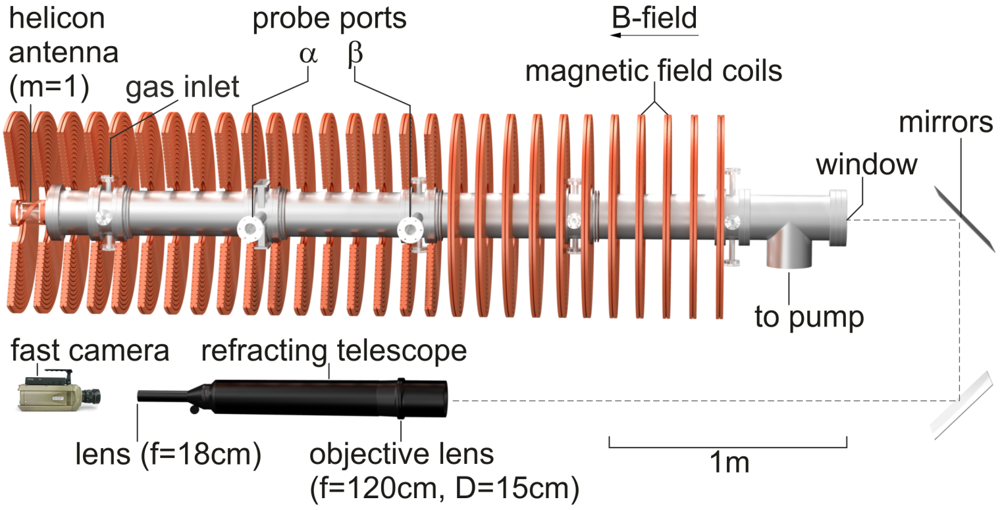 helicon
antenna
(m=1)
gas inlet
probe ports
α β
B-field
magnetic field coils
mirrors
window
to pump
fast camera
refracting telescope
lens (f=18cm)
objective lens
(f=120cm, D=15cm)
1m